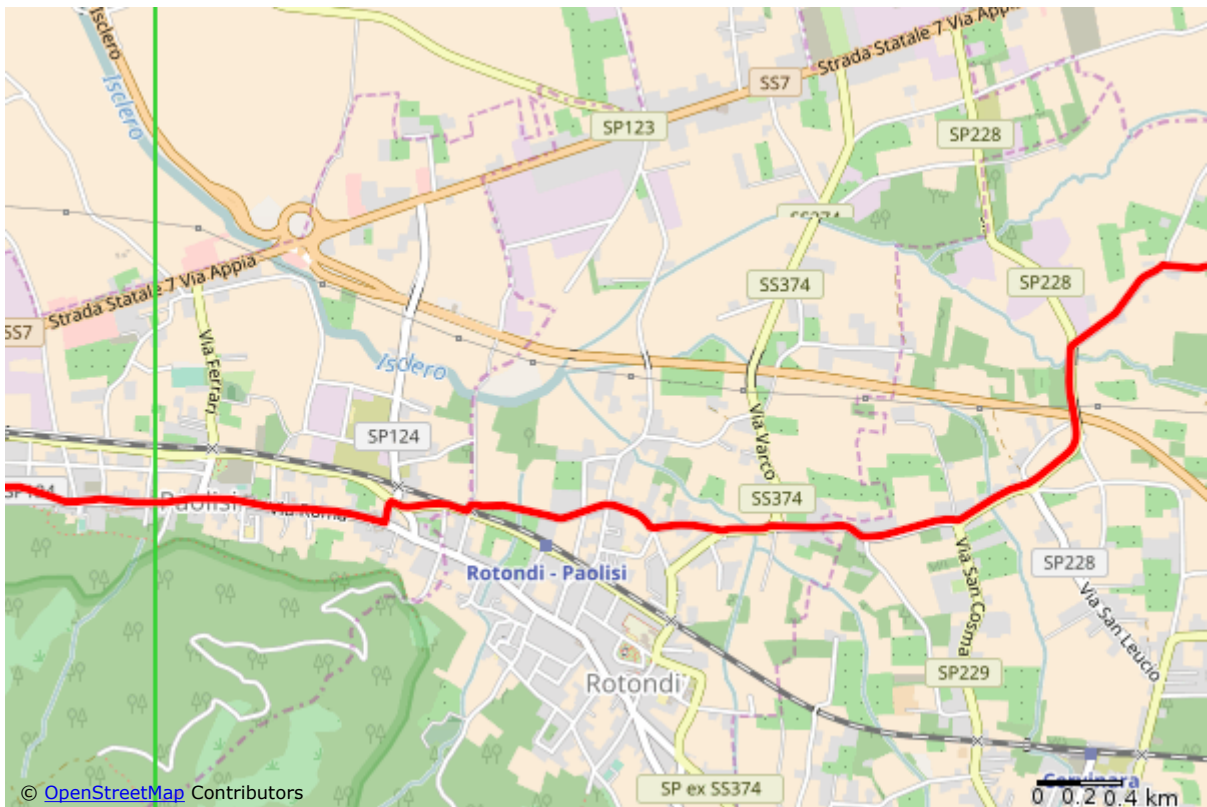 Strada Statale 7 Via Appia
SS7
Isclero
SP123
SP228
SS374
SP228
SS374
Strada Statale 7 Via Appia
SS7
Via Ferrari
Isclero
SP124
Via Varco
SS374
Paolisi
Via Roma
Rotondi - Paolisi
SP228
Via San Cosma
Via San Leucio
Rotondi
SP229
SP ex SS374
Cervinara
0 0.2 0.4 km
© OpenStreetMap Contributors